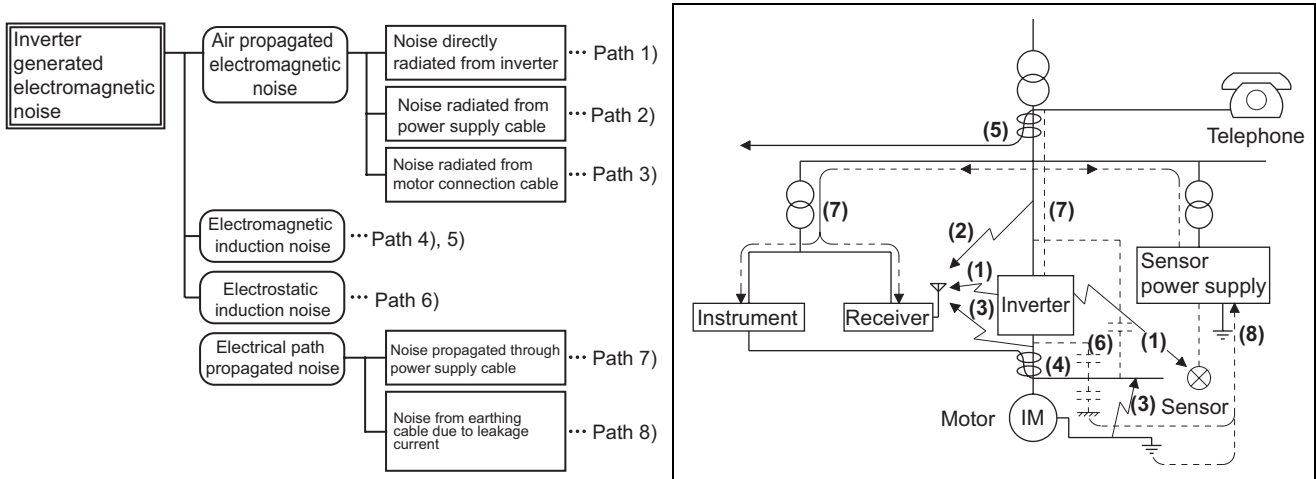 Inverter
generated
electromagnetic
noise
Air propagated
electromagnetic
noise
Noise directly
radiated from inverter
··· Path 1)
Noise radiated from
power supply cable
··· Path 2)
Noise radiated from
motor connection cable
··· Path 3)
Electromagnetic
induction noise
···Path 4), 5)
Electrostatic
induction noise
··· Path 6)
Electrical path
propagated noise
Noise propagated through
power supply cable
··· Path 7)
Noise from earthing
cable due to leakage
current
··· Path 8)
Telephone
(5)
(7)
(7)
(2)
(1)
(3)
Sensor
power supply
Instrument
Receiver
Inverter
(6)
(1)
(8)
(4)
(3)
Sensor
Motor
IM